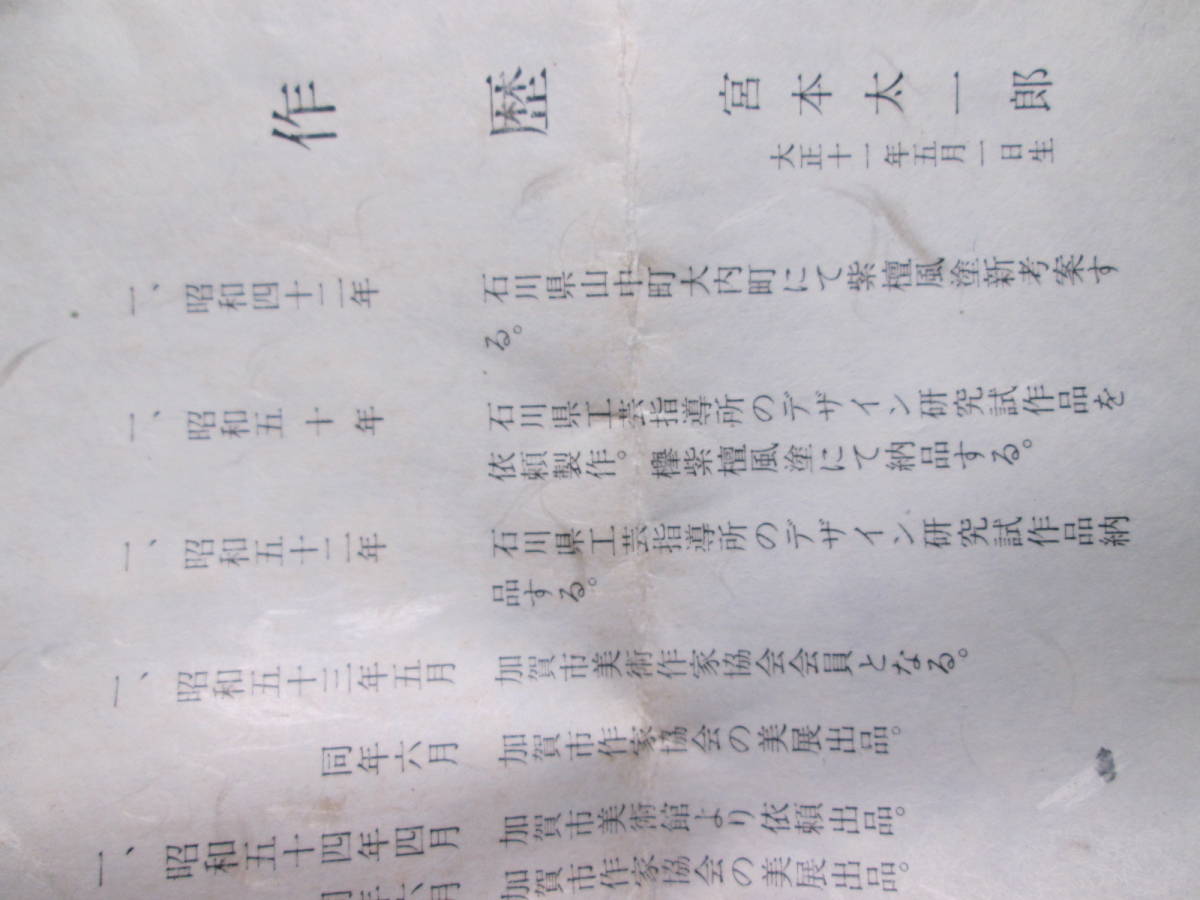 作歴
宮本太一郎
大正十一年五月一日生
一、昭和四十二年 石川県山中町大内町にて紫檀風塗新考案す
る。
一、昭和五十年 石川県工芸指導所のデザイン研究試作品を
依頼製作。欅紫檀風塗にて納品する。
一、昭和五十二年 石川県工芸指導所のデザイン研究試作品納
品する。
一、昭和五十三年五月 加賀市美術作家協会会員となる。
同年六月 加賀市作家協会の美展出品。
一、昭和五十四年四月 加賀市美術館より依頼出品。
同年六月 加賀市作家協会の美展出品。